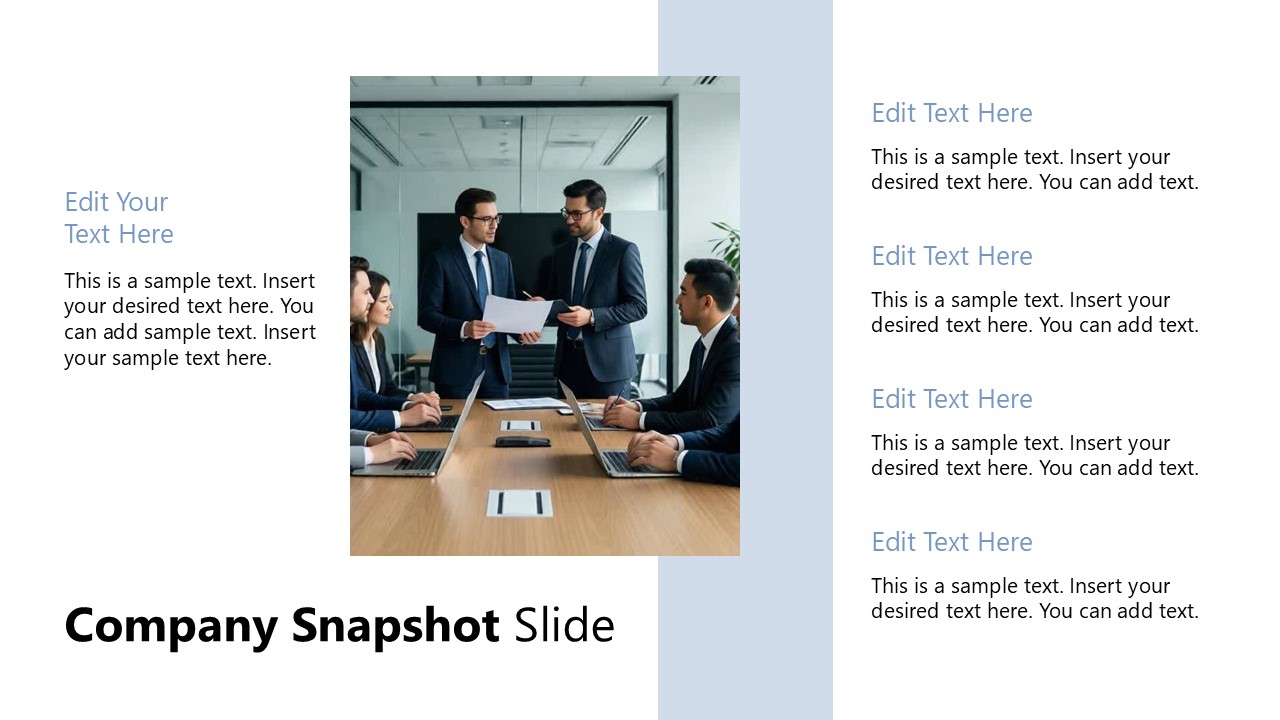 Edit Your
Text Here
This is a sample text. Insert
your desired text here. You
can add sample text. Insert
your sample text here.
Company Snapshot Slide
Edit Text Here
This is a sample text. Insert your
desired text here. You can add text.
Edit Text Here
This is a sample text. Insert your
desired text here. You can add text.
Edit Text Here
This is a sample text. Insert your
desired text here. You can add text.
Edit Text Here
This is a sample text. Insert your
desired text here. You can add text.